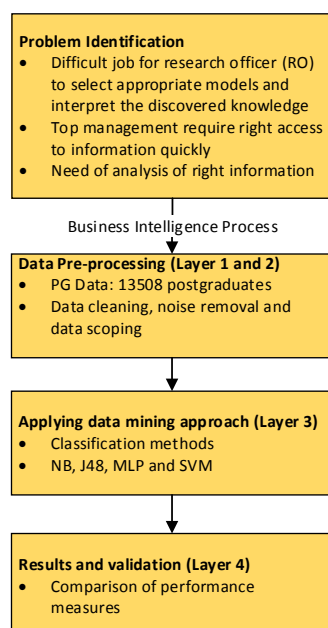 Problem Identification
• Difficult job for research officer (RO)
to select appropriate models and
interpret the discovered knowledge
• Top management require right access
to information quickly
• Need of analysis of right information
Business Intelligence Process
Data Pre-processing (Layer 1 and 2)
• PG Data: 13508 postgraduates
• Data cleaning, noise removal and
data scoping
Applying data mining approach (Layer 3)
• Classification methods
• NB, J48, MLP and SVM
Results and validation (Layer 4)
• Comparison of performance
measures